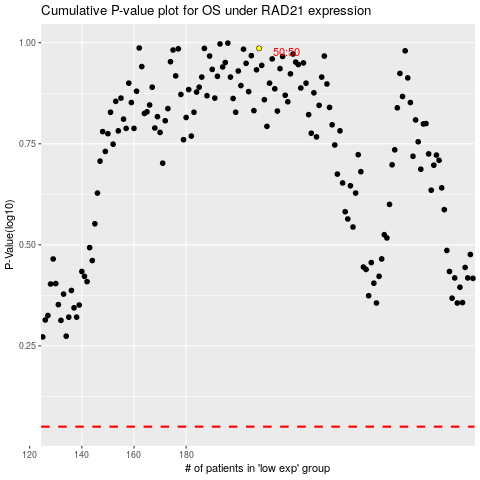 Cumulative P-value plot for OS under RAD21 expression
P-Value(log10)
1.00
0.75
0.50
0.25
50:50
120 140 160 180
# of patients in 'low exp' group